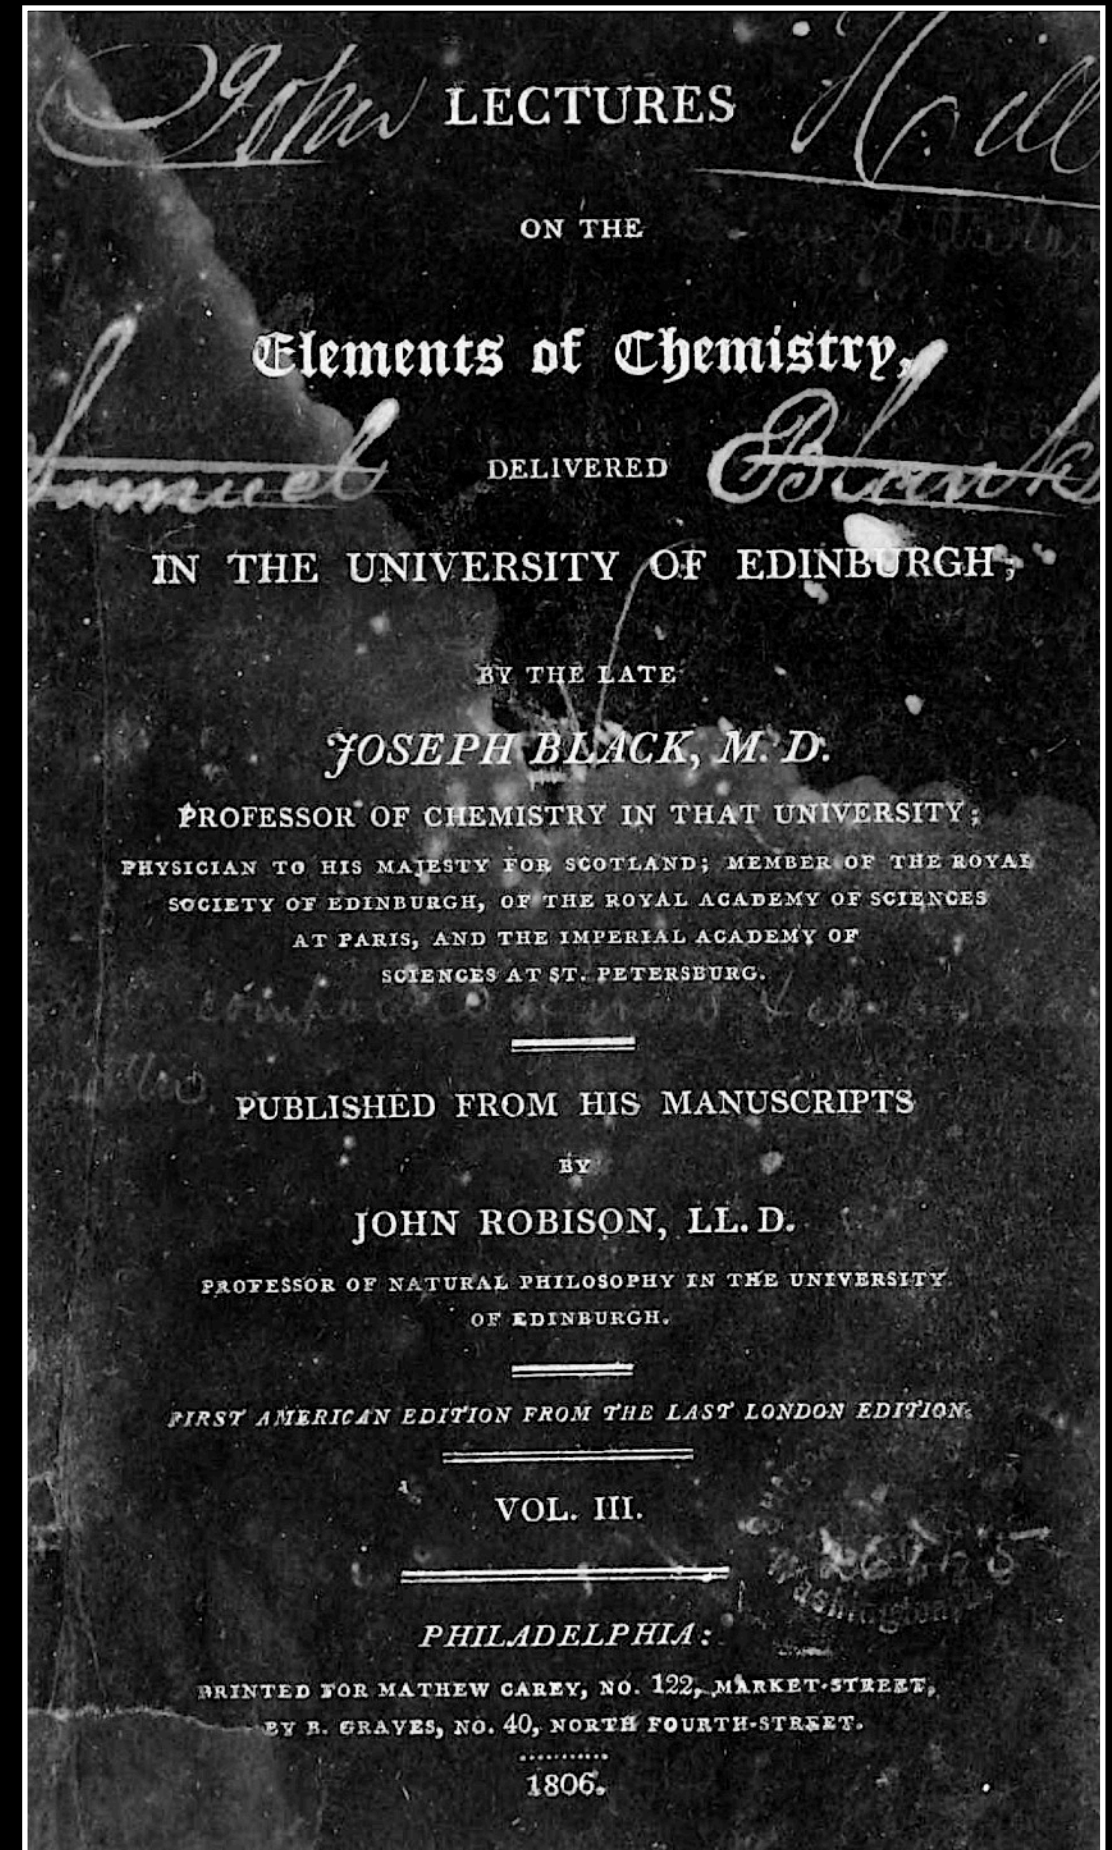 John LECTURES Hill
ON THE
Elements of Chemistry,
Samuel DELIVERED Blanks
IN THE UNIVERSITY OF EDINBURGH;
BY THE LATE
JOSEPH BLACK, M. D.
PROFESSOR OF CHEMISTRY IN THAT UNIVERSITY;
PHYSICIAN TO HIS MAJESTY FOR SCOTLAND; MEMBER OF THE ROYAL
SOCIETY OF EDINBURGH, OF THE ROYAL ACADEMY OF SCIENCES
AT PARIS, AND THE IMPERIAL ACADEMY OF
SCIENCES AT ST. PETERSBURG.
PUBLISHED FROM HIS MANUSCRIPTS
BY
JOHN ROBISON, LL. D.
PROFESSOR OF NATURAL PHILOSOPHY IN THE UNIVERSITY
OF EDINBURGH.
FIRST AMERICAN EDITION FROM THE LAST LONDON EDITION.
VOL. III.
PHILADELPHIA:
PRINTED FOR MATHEW CAREY, NO. 122, MARKET-STREET,
BY R. GRAVES, NO. 40, NORTH FOURTH-STREET.
1806.